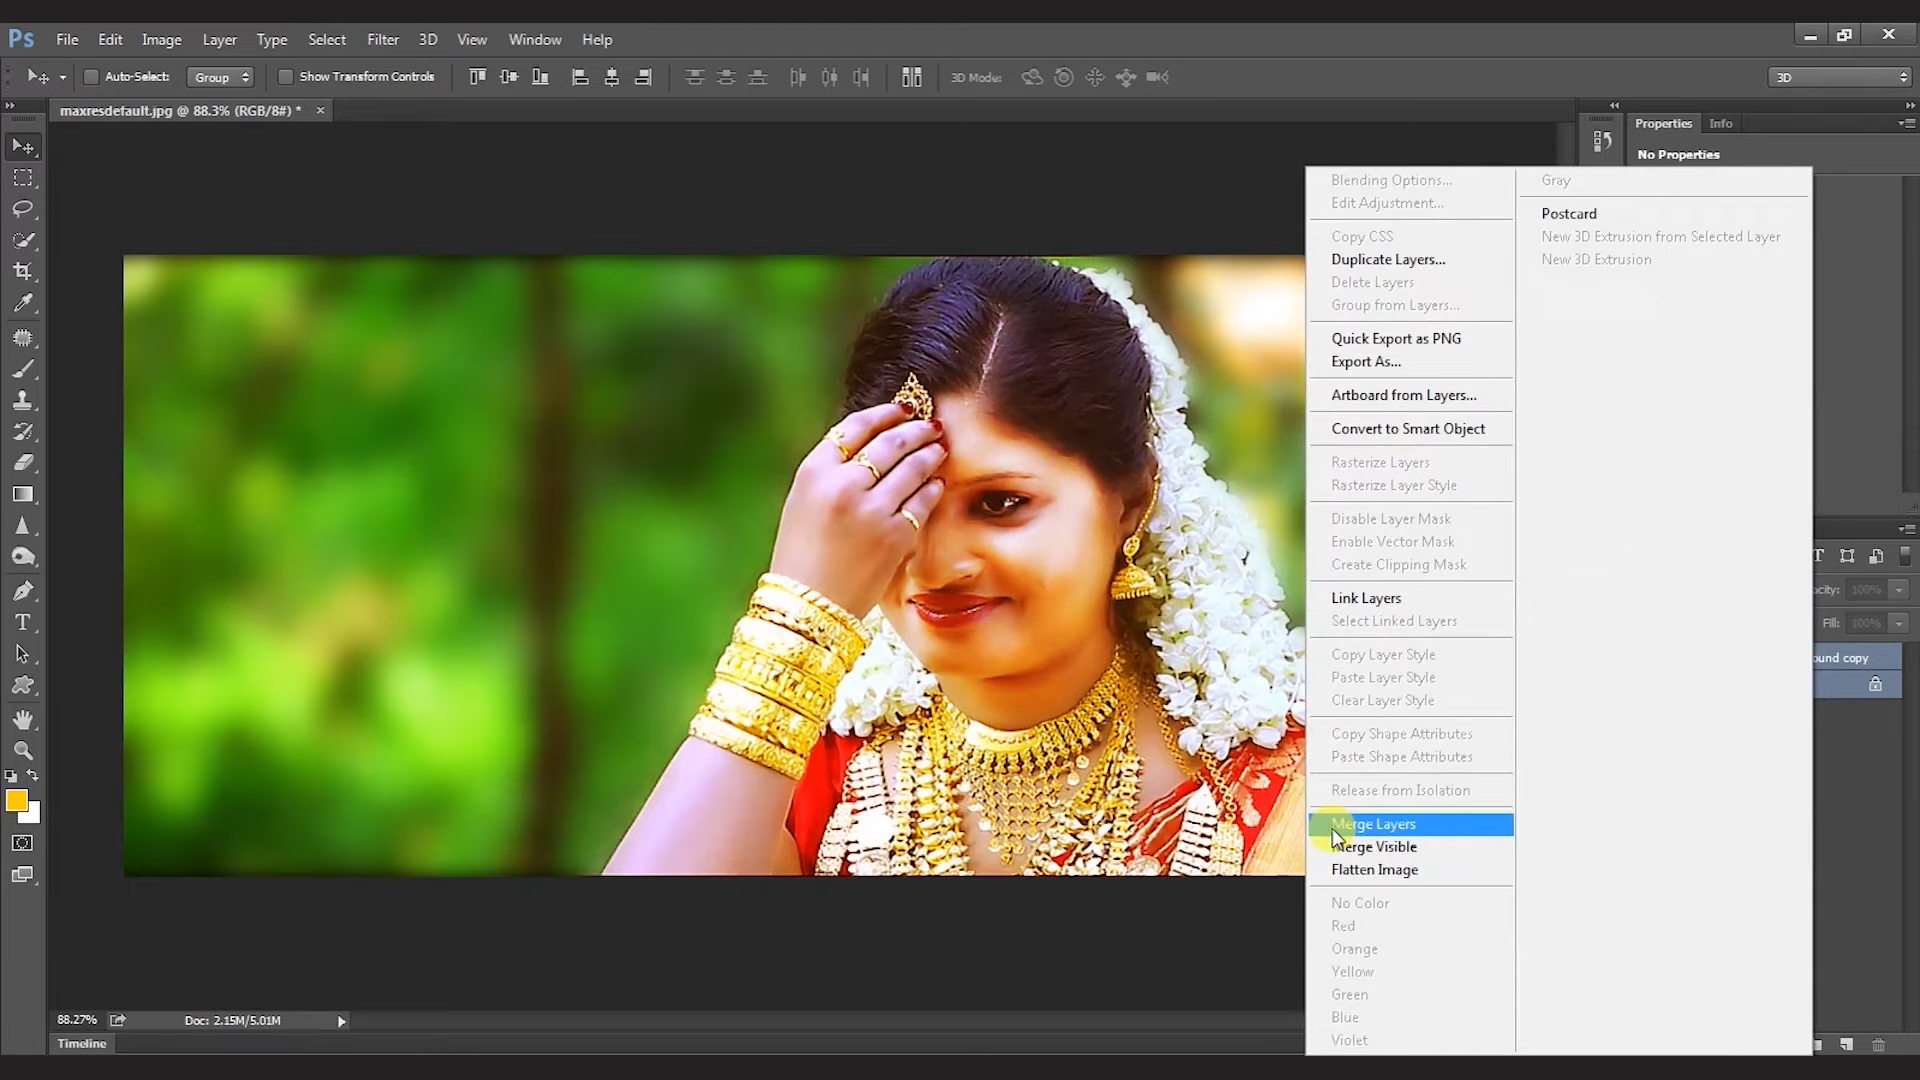 Ps File Edit Image Layer Type Select Filter 3D View Window Help
Auto-Select: Group Show Transform Controls 3D Mode: 3D
maxresdefault.jpg @ 88.3% (RGB/8#) * ×
Properties Info
No Properties
Blending Options...
Edit Adjustment...
Copy CSS
Duplicate Layers...
Delete Layers
Group from Layers...
Quick Export as PNG
Export As...
Artboard from Layers...
Convert to Smart Object
Rasterize Layers
Rasterize Layer Style
Disable Layer Mask
Enable Vector Mask
Create Clipping Mask
Link Layers
Select Linked Layers
Copy Layer Style
Paste Layer Style
Clear Layer Style
Copy Shape Attributes
Paste Shape Attributes
Release from Isolation
Merge Layers
Merge Visible
Flatten Image
No Color
Red
Orange
Yellow
Green
Blue
Violet
Gray
Postcard
New 3D Extrusion from Selected Layer
New 3D Extrusion
acity: 100%
Fill: 100%
ound copy
88.27% Doc: 2.15M/5.01M
Timeline